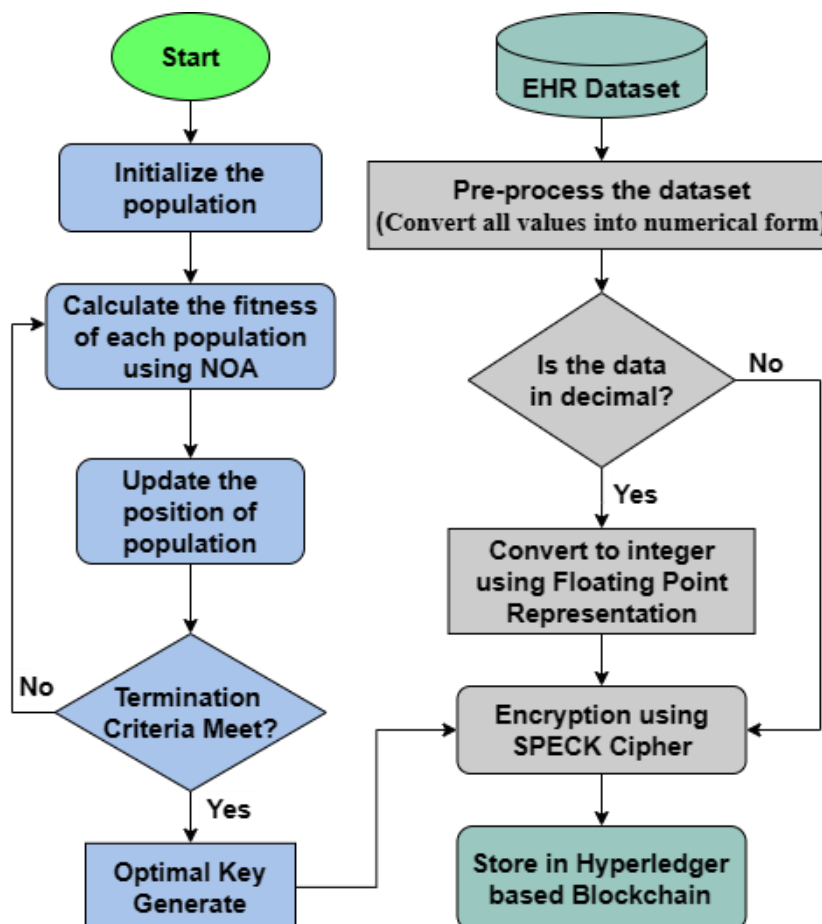 Start
Initialize the
population
Calculate the fitness
of each population
using NOA
Update the
position of
population
No
Termination
Criteria Meet?
Yes
Optimal Key
Generate
EHR Dataset
Pre-process the dataset
(Convert all values into numerical form)
Is the data
in decimal?
No
Yes
Convert to integer
using Floating Point
Representation
Encryption using
SPECK Cipher
Store in Hyperledger
based Blockchain